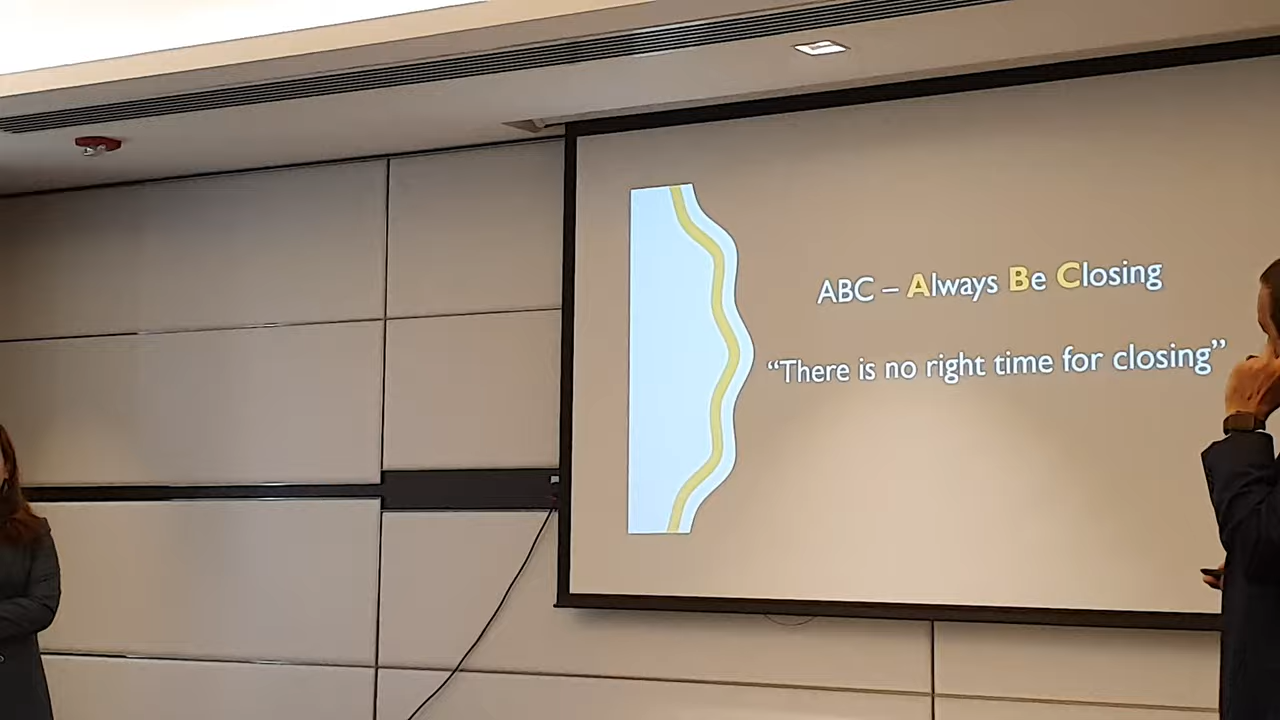 ABC – Always Be Closing
“There is no right time for closing”